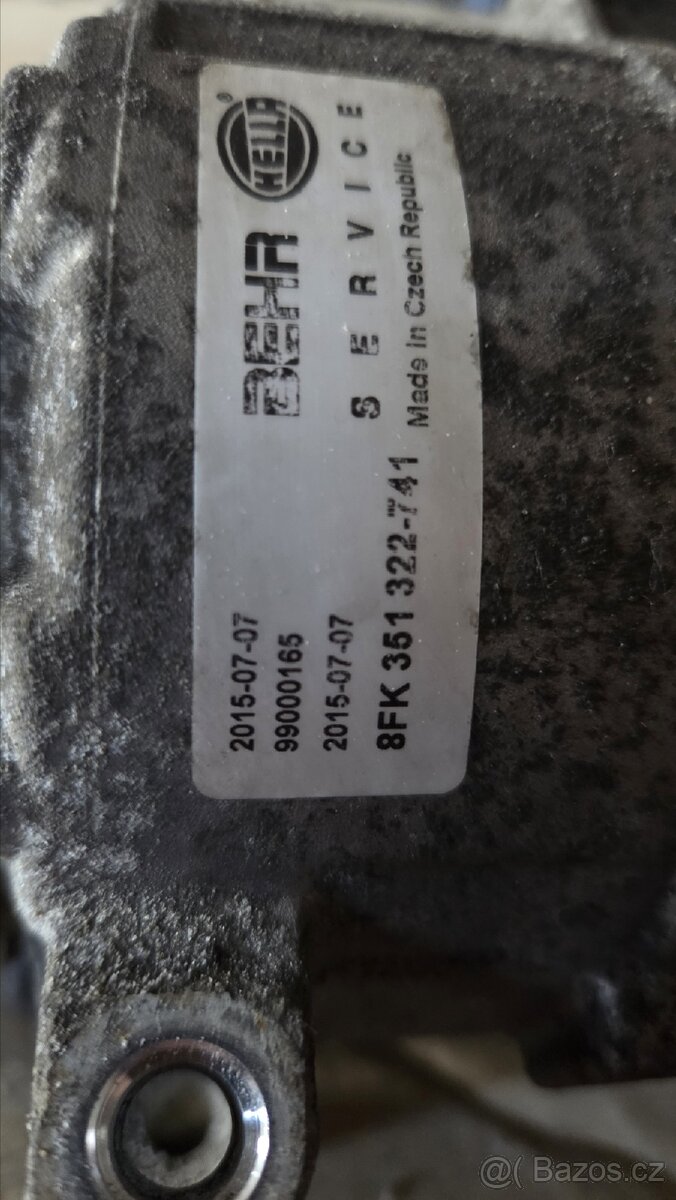 HELLA
BEHR
SERVICE
Made in Czech Republic
2015-07-07
99000165
2015-07-07
8FK 351 322-741
@( Bazoš.cz